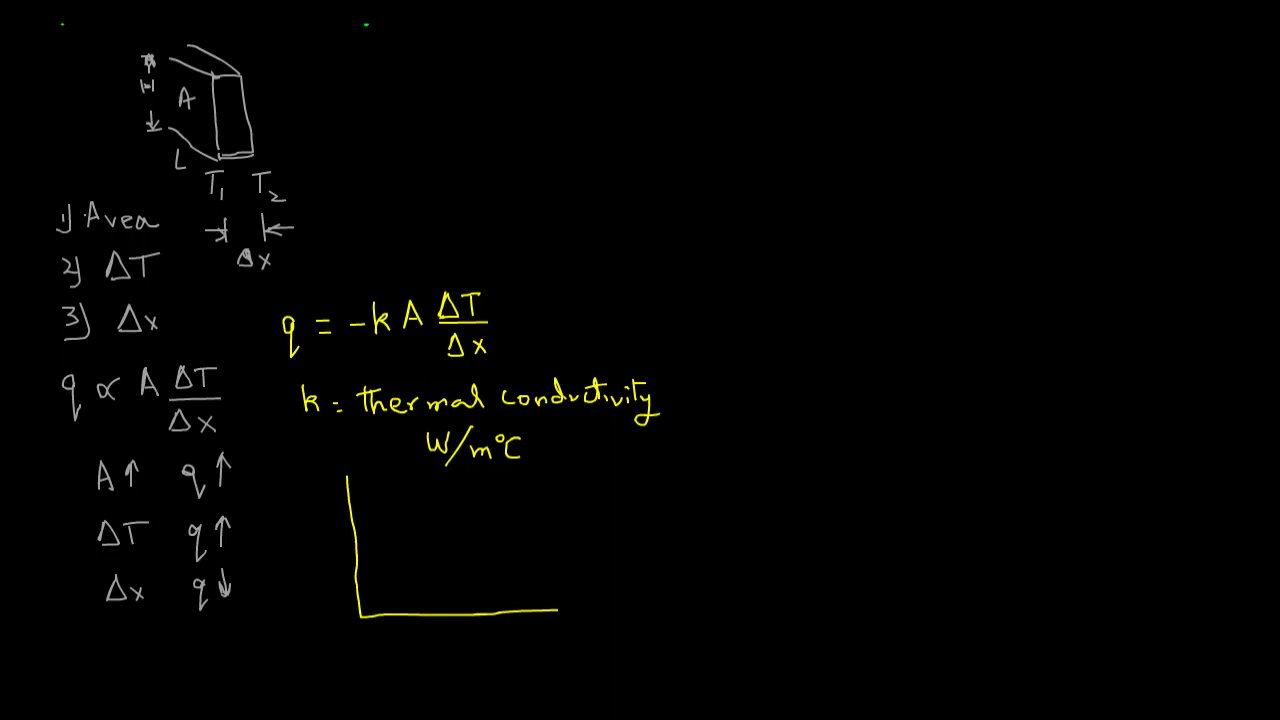 H
A
L
T₁ T₂
Δx
1) Area
2) ΔT
3) Δx
q ∝ A ΔT/Δx
A↑ q↑
ΔT q↑
Δx q↓
q = -k A ΔT/Δx
k = thermal conductivity
W/m°C